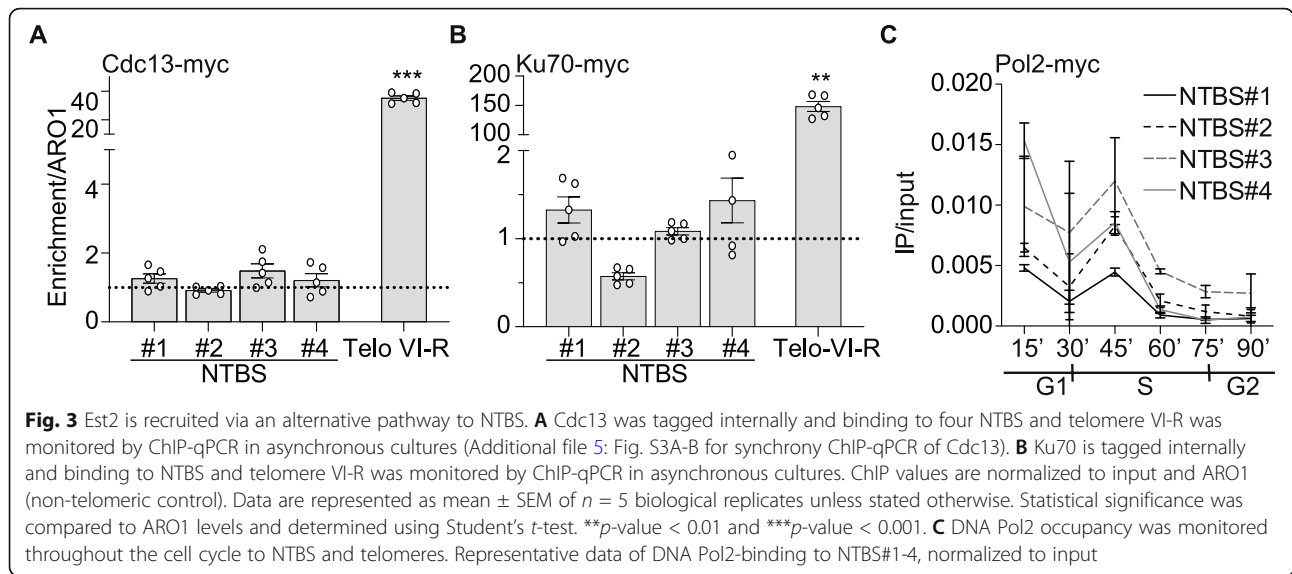 A
Cdc13-myc
***
Enrichment/ARO1
40
20
4
2
1
0
#1 #2 #3 #4 Telo VI-R
NTBS
B
Ku70-myc
**
200
150
100
2
1
0
#1 #2 #3 #4 Telo-VI-R
NTBS
C
Pol2-myc
IP/input
0.020
0.015
0.010
0.005
0.000
NTBS#1
NTBS#2
NTBS#3
NTBS#4
15' 30' 45' 60' 75' 90'
G1 S G2
Fig. 3 Est2 is recruited via an alternative pathway to NTBS. A Cdc13 was tagged internally and binding to four NTBS and telomere VI-R was
monitored by ChIP-qPCR in asynchronous cultures (Additional file 5: Fig. S3A-B for synchrony ChIP-qPCR of Cdc13). B Ku70 is tagged internally
and binding to NTBS and telomere VI-R was monitored by ChIP-qPCR in asynchronous cultures. ChIP values are normalized to input and ARO1
(non-telomeric control). Data are represented as mean ± SEM of n = 5 biological replicates unless stated otherwise. Statistical significance was
compared to ARO1 levels and determined using Student's t-test. **p-value < 0.01 and ***p-value < 0.001. C DNA Pol2 occupancy was monitored
throughout the cell cycle to NTBS and telomeres. Representative data of DNA Pol2-binding to NTBS#1-4, normalized to input